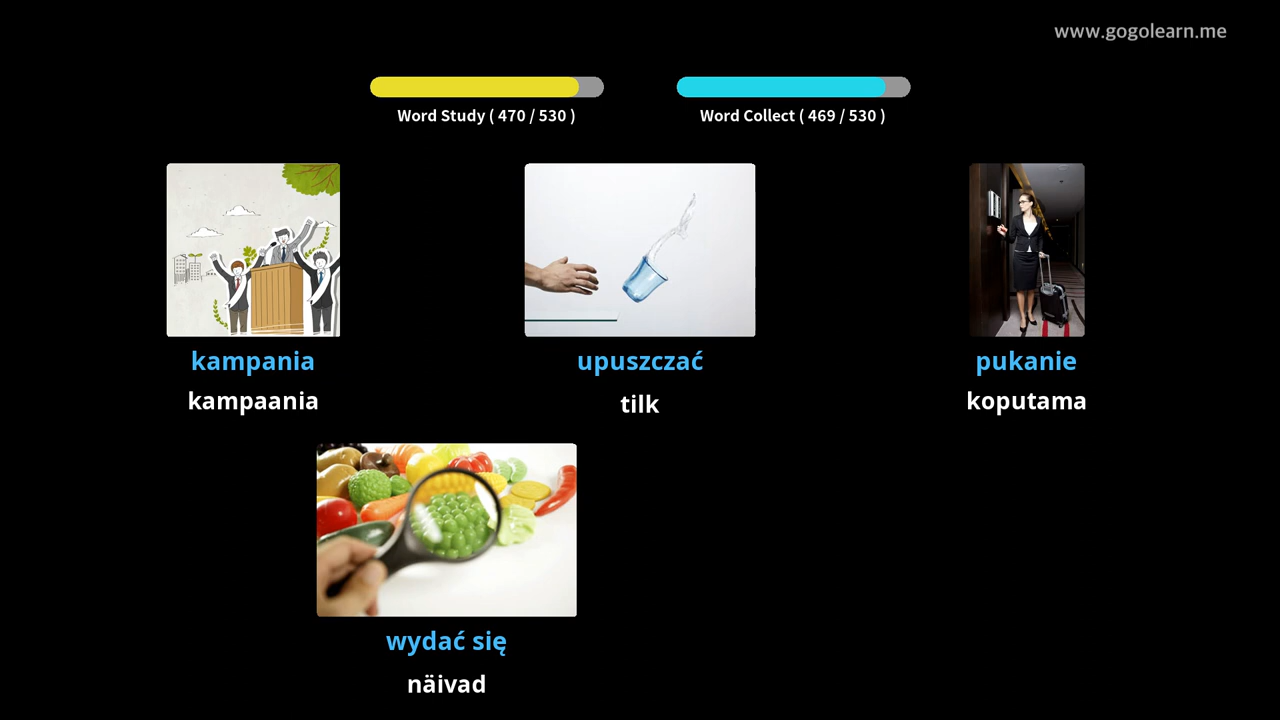 www.gogolearn.me
Word Study ( 470 / 530 )
Word Collect ( 469 / 530 )
kampania
kampaania
upuszczać
tilk
pukanie
koputama
wydać się
näivad